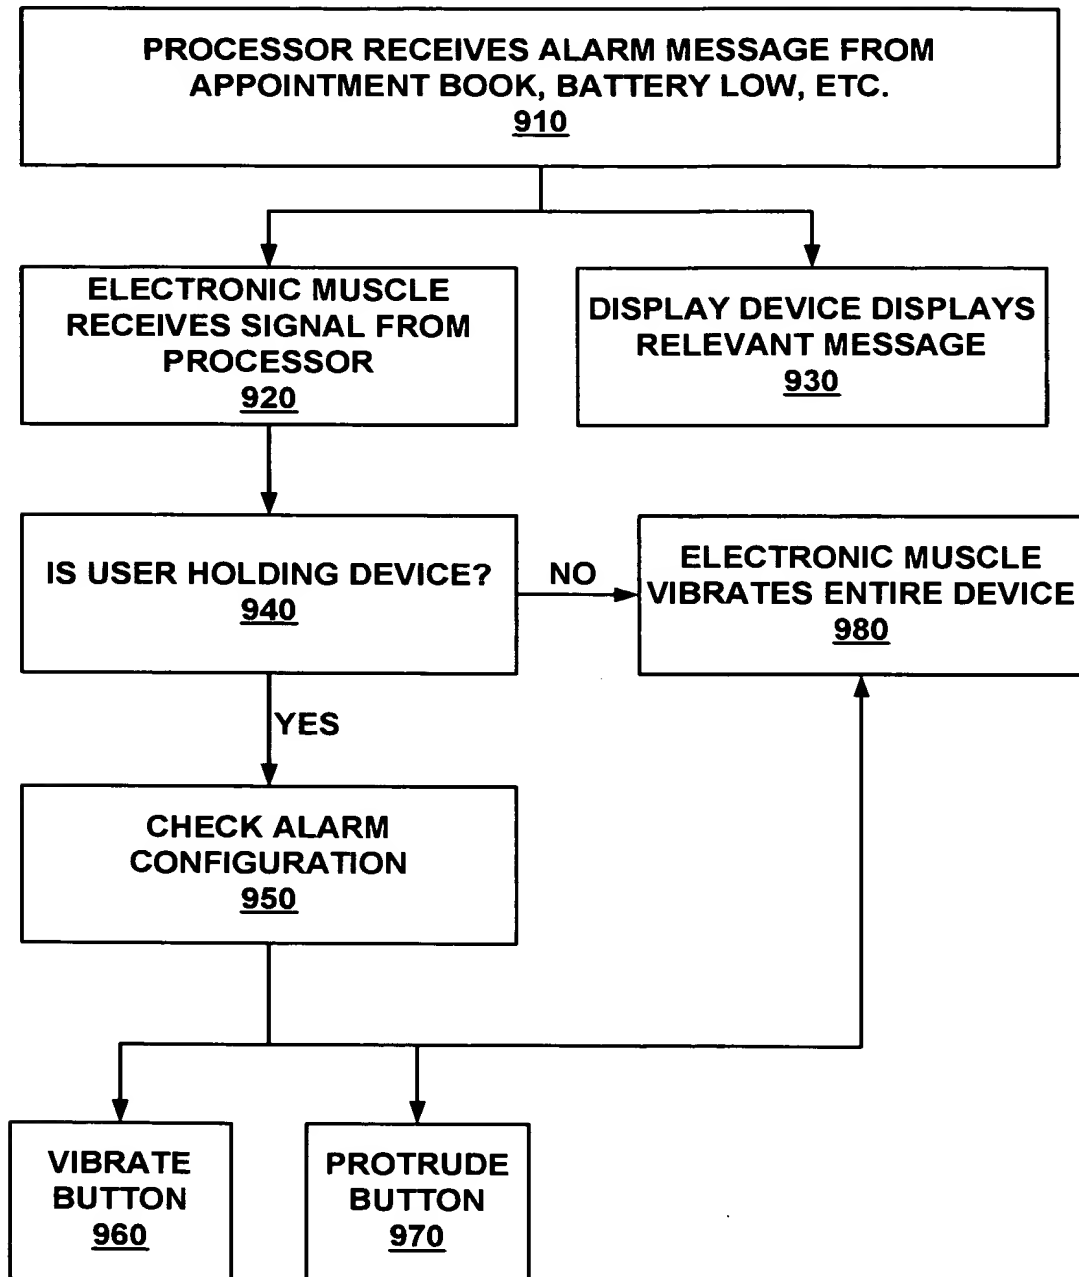 PROCESSOR RECEIVES ALARM MESSAGE FROM
APPOINTMENT BOOK, BATTERY LOW, ETC.
910
ELECTRONIC MUSCLE
RECEIVES SIGNAL FROM
PROCESSOR
920
DISPLAY DEVICE DISPLAYS
RELEVANT MESSAGE
930
IS USER HOLDING DEVICE?
940
NO
ELECTRONIC MUSCLE
VIBRATES ENTIRE DEVICE
980
YES
CHECK ALARM
CONFIGURATION
950
VIBRATE
BUTTON
960
PROTRUDE
BUTTON
970